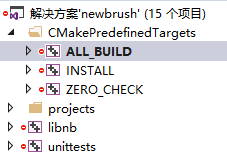 解决方案'newbrush' (15 个项目)
CMakePredefinedTargets
ALL_BUILD
INSTALL
ZERO_CHECK
projects
libnb
unittests